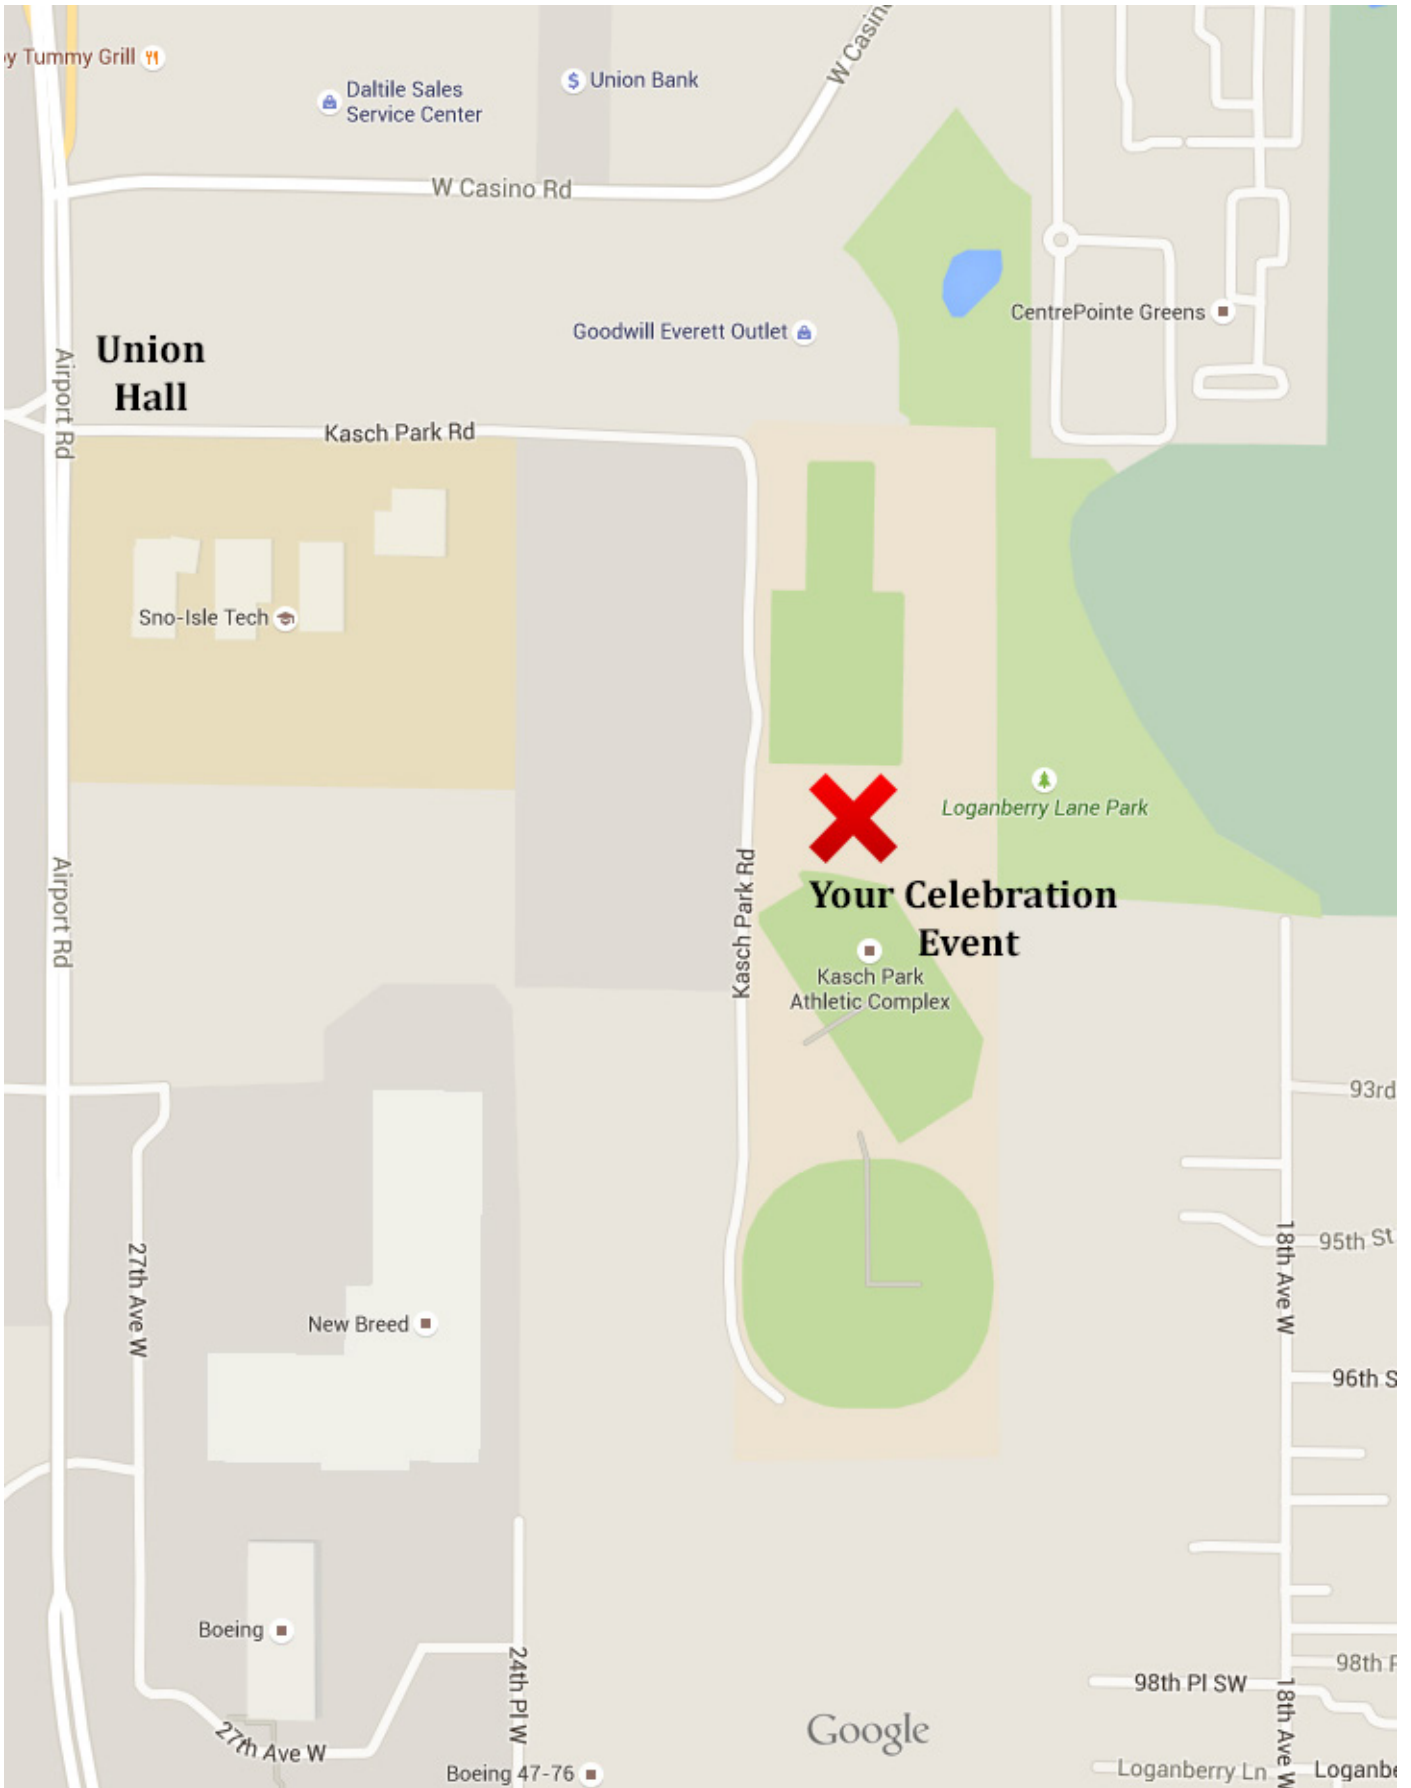 y Tummy Grill
Daltile Sales
Service Center
Union Bank
W Casino
W Casino Rd
CentrePointe Greens
Goodwill Everett Outlet
Union
Hall
Airport Rd
Kasch Park Rd
Sno-Isle Tech
Loganberry Lane Park
Kasch Park Rd
Your Celebration
Event
Airport Rd
Kasch Park
Athletic Complex
93rd
18th Ave W
95th St
27th Ave W
New Breed
96th S
Boeing
24th Pl W
98th P
98th Pl SW
18th Ave W
27th Ave W
Google
Boeing 47-76
Loganberry Ln
Loganbe